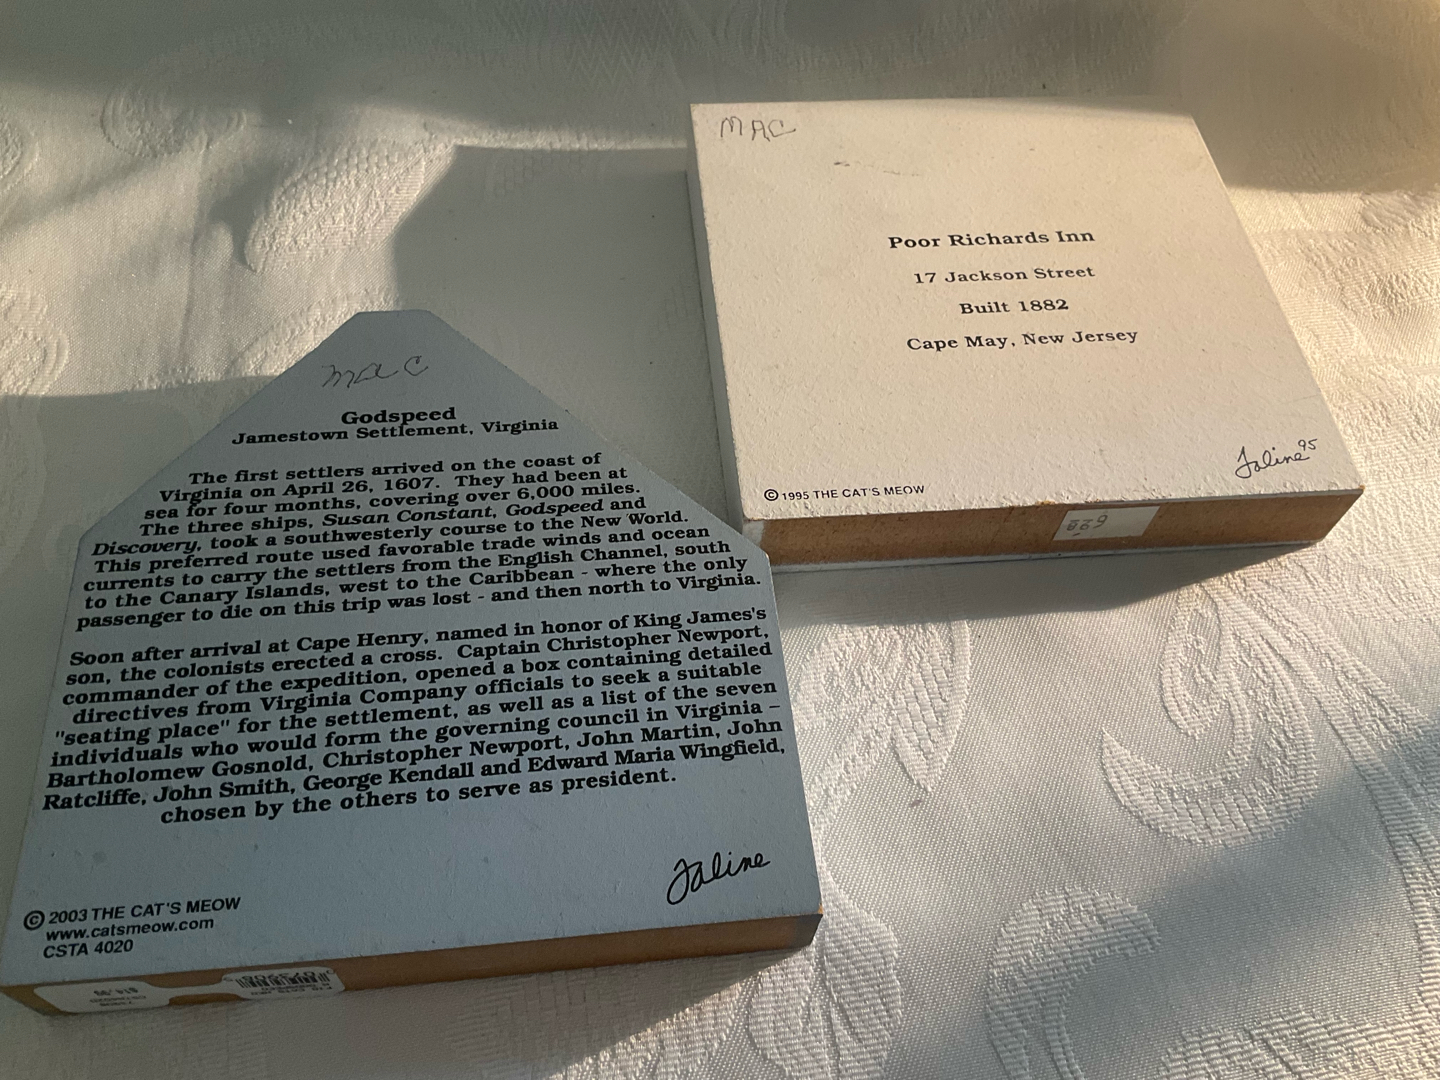 mac
Godspeed
Jamestown Settlement, Virginia
The first settlers arrived on the coast of
Virginia on April 26, 1607. They had been at
sea for four months, covering over 6,000 miles.
The three ships, Susan Constant, Godspeed and
Discovery, took a southwesterly course to the New World.
This preferred route used favorable trade winds and ocean
currents to carry the settlers from the English Channel, south
to the Canary Islands, west to the Caribbean - where the only
passenger to die on this trip was lost - and then north to Virginia.
Soon after arrival at Cape Henry, named in honor of King James's
son, the colonists erected a cross. Captain Christopher Newport,
commander of the expedition, opened a box containing detailed
directives from Virginia Company officials to seek a suitable
"seating place" for the settlement, as well as a list of the seven
individuals who would form the governing council in Virginia –
Bartholomew Gosnold, Christopher Newport, John Martin, John
Ratcliffe, John Smith, George Kendall and Edward Maria Wingfield,
chosen by the others to serve as president.
Faline
© 2003 THE CAT'S MEOW
www.catsmeow.com
CSTA 4020
MAC
Poor Richards Inn
17 Jackson Street
Built 1882
Cape May, New Jersey
Faline 95
© 1995 THE CAT'S MEOW